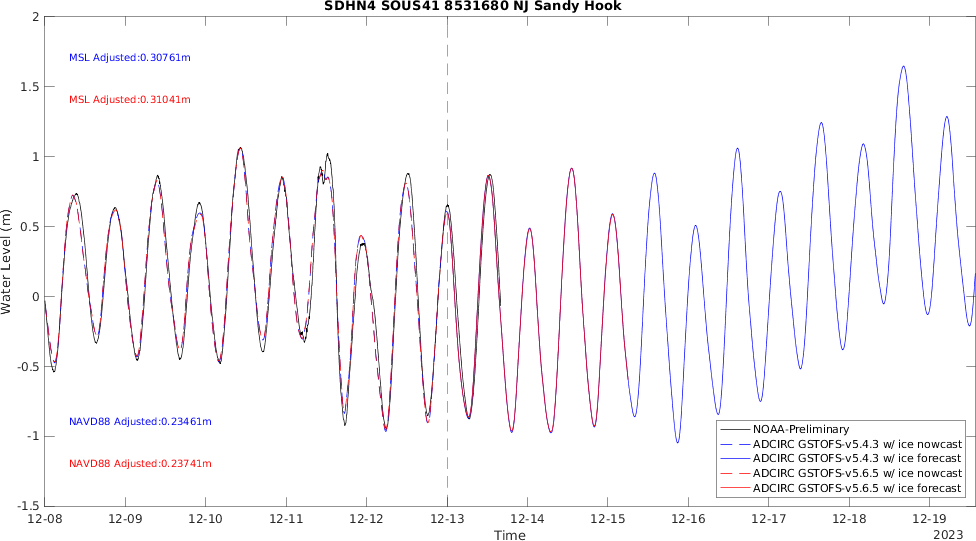 SDHN4 SOUS41 8531680 NJ Sandy Hook
2
1.5
1
0.5
0
-0.5
-1
-1.5
Water Level (m)
MSL Adjusted:0.30761m
MSL Adjusted:0.31041m
NAVD88 Adjusted:0.23461m
NAVD88 Adjusted:0.23741m
NOAA-Preliminary
ADCIRC GSTOFS-v5.4.3 w/ ice nowcast
ADCIRC GSTOFS-v5.4.3 w/ ice forecast
ADCIRC GSTOFS-v5.6.5 w/ ice nowcast
ADCIRC GSTOFS-v5.6.5 w/ ice forecast
12-08 12-09 12-10 12-11 12-12 12-13 12-14 12-15 12-16 12-17 12-18 12-19
2023
Time